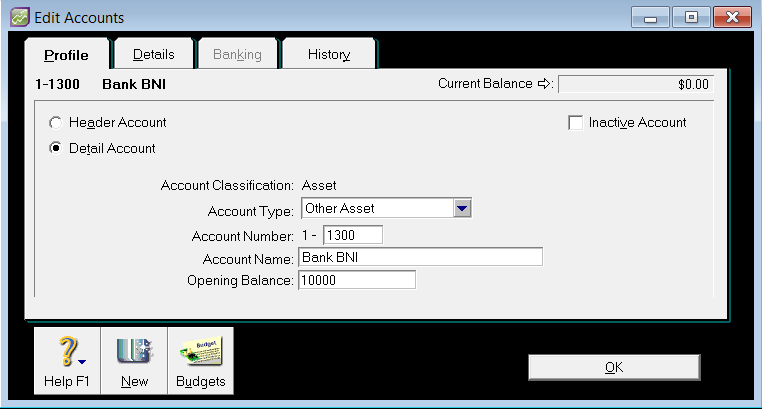 Edit Accounts
Profile Details Banking History
1-1300 Bank BNI Current Balance ⇨: $0.00
Header Account Inactive Account
Detail Account
Account Classification: Asset
Account Type: Other Asset
Account Number: 1 - 1300
Account Name: Bank BNI
Opening Balance: 10000
Budget
Help F1 New Budgets OK